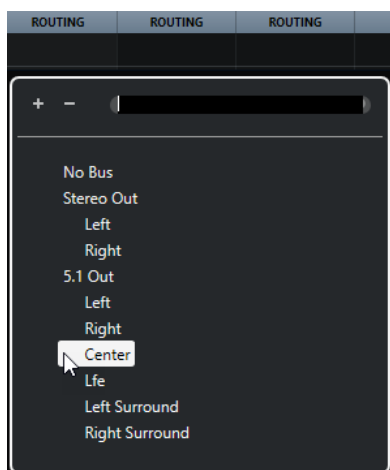 ROUTING ROUTING ROUTING
+ −
No Bus
Stereo Out
Left
Right
5.1 Out
Left
Right
Center
Lfe
Left Surround
Right Surround